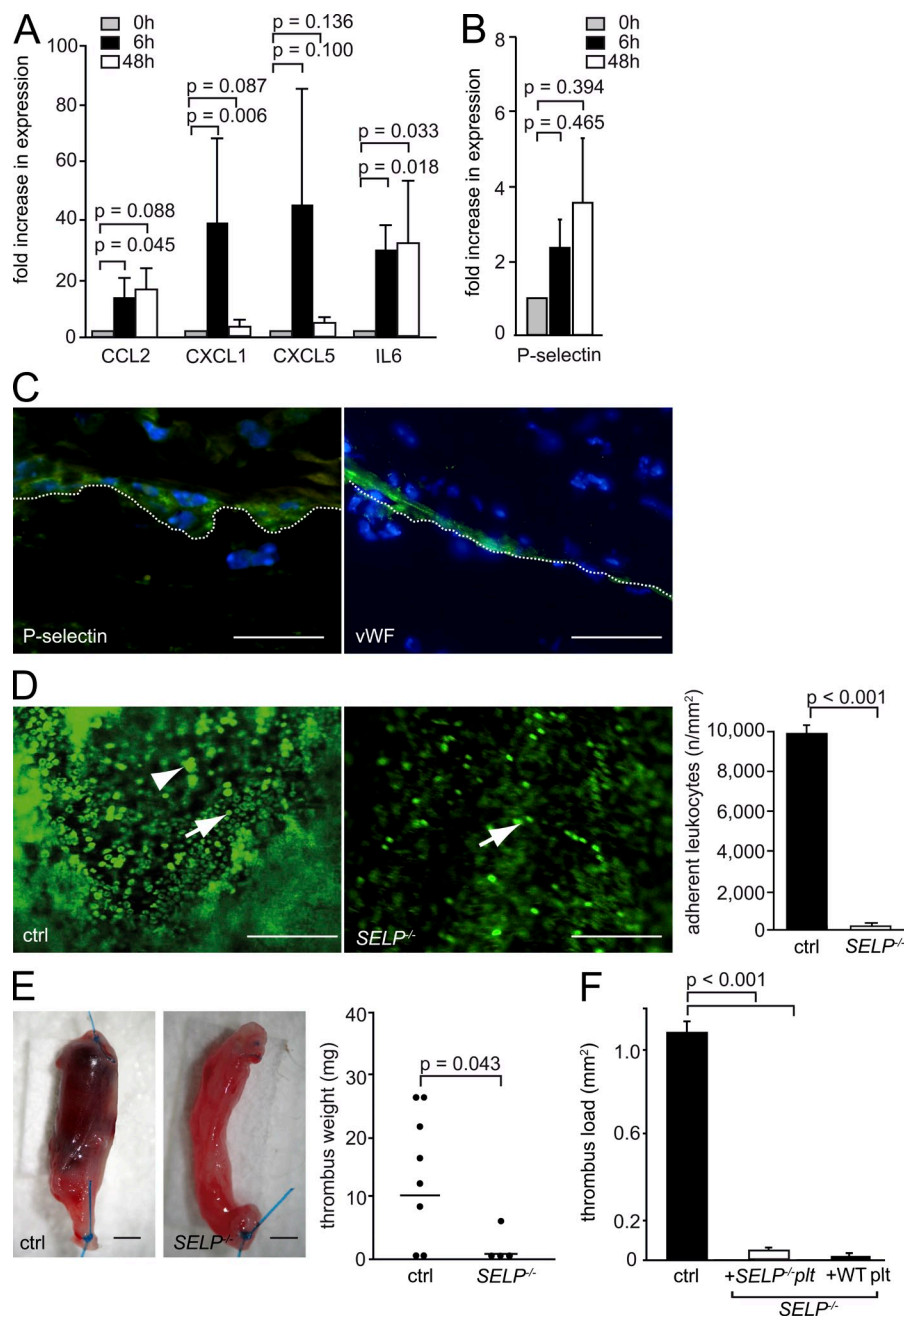 A
0h
6h
48h
fold increase in expression
100
80
60
40
20
0
p = 0.088
p = 0.045
p = 0.087
p = 0.006
p = 0.136
p = 0.100
p = 0.033
p = 0.018
CCL2
CXCL1
CXCL5
IL6
B
0h
6h
48h
fold increase in expression
8
6
4
2
0
p = 0.394
p = 0.465
P-selectin
C
P-selectin
vWF
D
ctrl
SELP-/-
adherent leukocytes (n/mm²)
p < 0.001
10,000
8,000
6,000
4,000
2,000
0
ctrl
SELP-/-
E
ctrl
SELP-/-
thrombus weight (mg)
40
30
20
10
0
p = 0.043
ctrl
SELP-/-
F
p < 0.001
thrombus load (mm²)
1.0
0.6
0.2
0
ctrl
+SELP-/-plt
+WT plt
SELP-/-